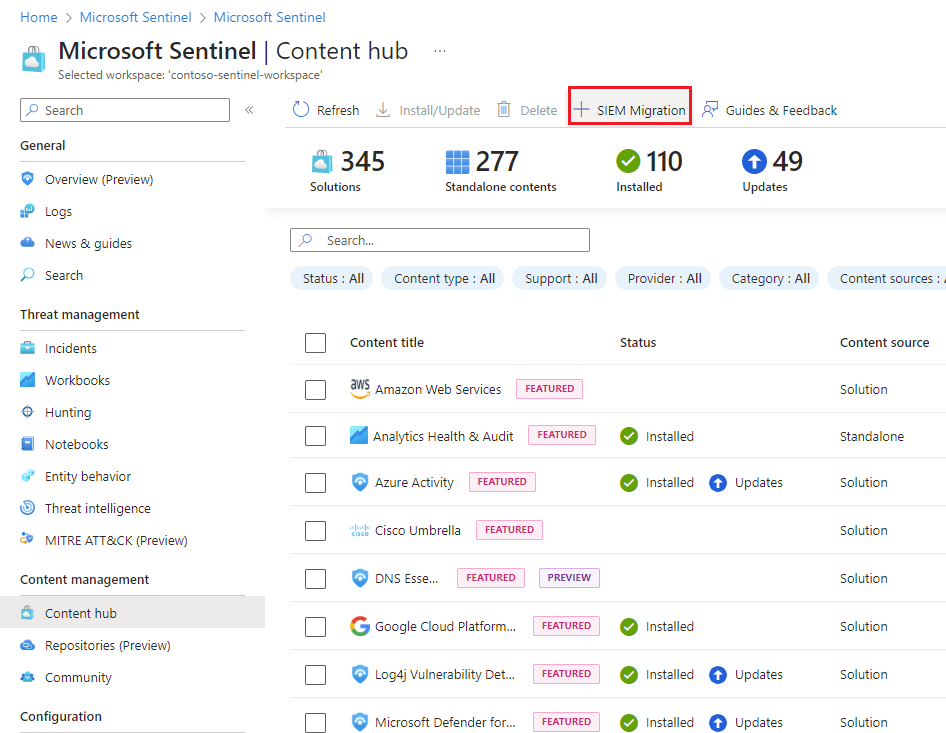 Home > Microsoft Sentinel > Microsoft Sentinel
Microsoft Sentinel | Content hub ...
Selected workspace: 'contoso-sentinel-workspace'
Search «
General
Overview (Preview)
Logs
News & guides
Search
Threat management
Incidents
Workbooks
Hunting
Notebooks
Entity behavior
Threat intelligence
MITRE ATT&CK (Preview)
Content management
Content hub
Repositories (Preview)
Community
Configuration
Refresh Install/Update Delete SIEM Migration Guides & Feedback
345 277 110 49
Solutions Standalone contents Installed Updates
Search...
Status : All Content type : All Support : All Provider : All Category : All Content sources :
Content title Status Content source
aws Amazon Web Services FEATURED Solution
Analytics Health & Audit FEATURED Installed Standalone
Azure Activity FEATURED Installed Updates Solution
cisco Cisco Umbrella FEATURED Solution
DNS Esse... FEATURED PREVIEW Solution
Google Cloud Platform... FEATURED Installed Solution
Log4j Vulnerability Det... FEATURED Installed Updates Solution
Microsoft Defender for... FEATURED Installed Updates Solution